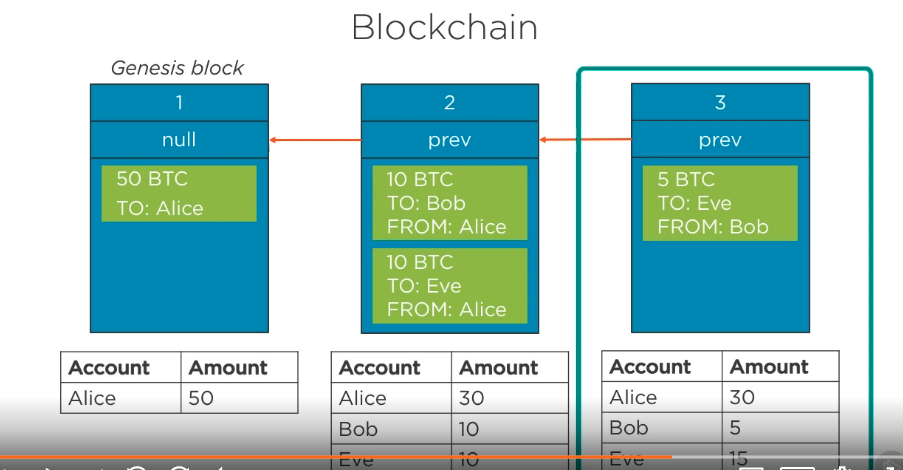 Blockchain
Genesis block
1
null
50 BTC
TO: Alice
2
prev
10 BTC
TO: Bob
FROM: Alice
10 BTC
TO: Eve
FROM: Alice
3
prev
5 BTC
TO: Eve
FROM: Bob
Account Amount
Alice 50
Account Amount
Alice 30
Bob 10
Eve 10
Account Amount
Alice 30
Bob 5
Eve 15